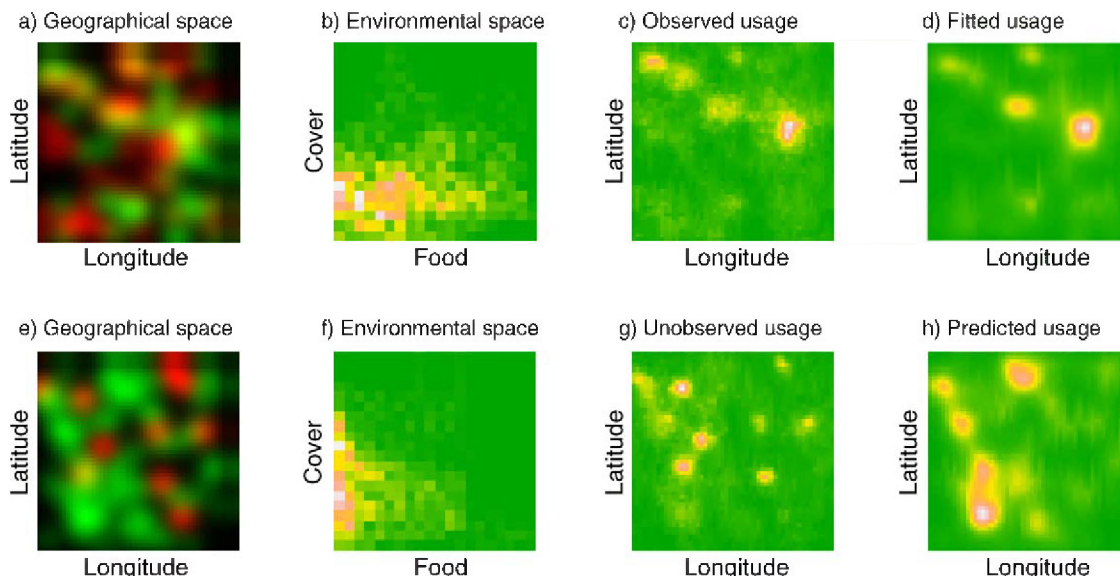 a) Geographical space
b) Environmental space
c) Observed usage
d) Fitted usage
Latitude
Cover
Latitude
Latitude
Longitude
Food
Longitude
Longitude
e) Geographical space
f) Environmental space
g) Unobserved usage
h) Predicted usage
Latitude
Cover
Latitude
Latitude
Longitude
Food
Longitude
Longitude